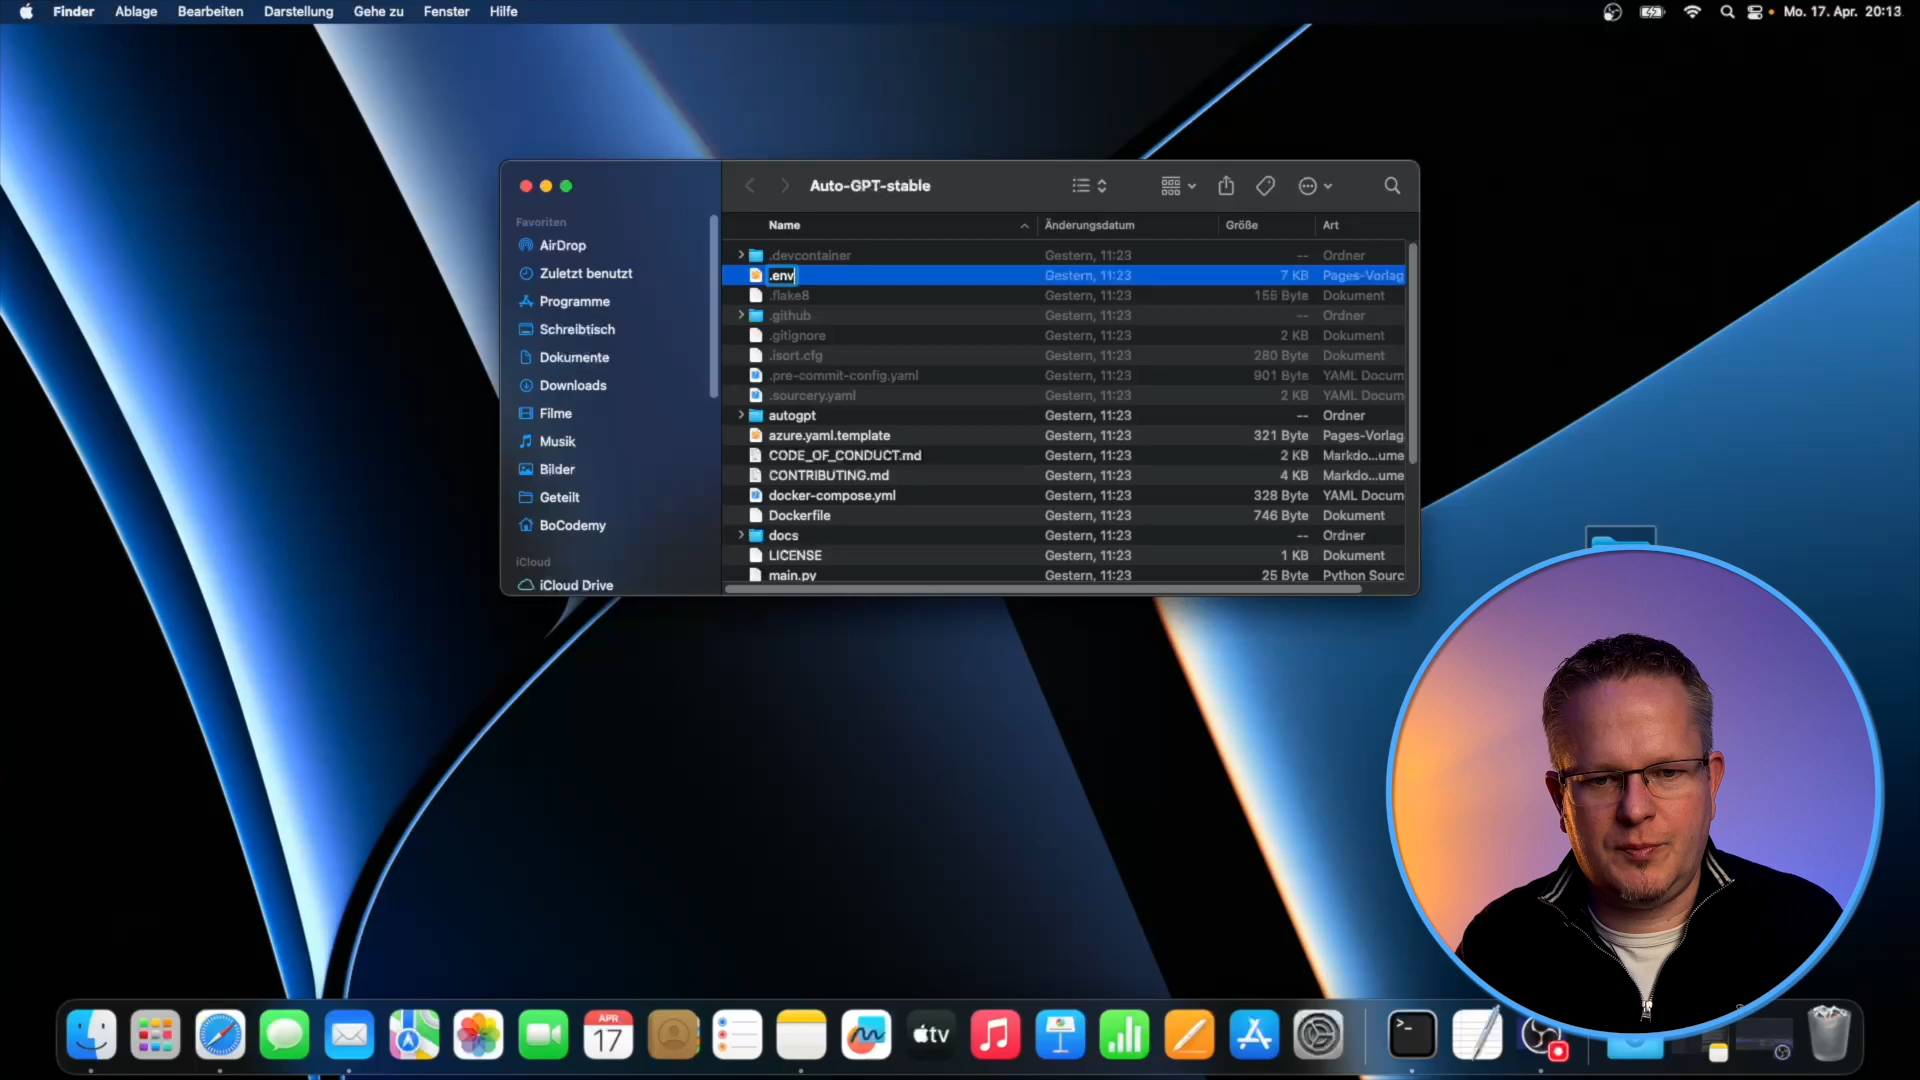 Finder Ablage Bearbeiten Darstellung Gehe zu Fenster Hilfe Mo. 17. Apr. 20:13
Auto-GPT-stable
Favoriten
AirDrop
Zuletzt benutzt
Programme
Schreibtisch
Dokumente
Downloads
Filme
Musik
Bilder
Geteilt
BoCodemy
iCloud
iCloud Drive
Name Änderungsdatum Größe Art
.devcontainer Gestern, 11:23 -- Ordner
.env Gestern, 11:23 7 KB Pages-Vorlag
.flake8 Gestern, 11:23 155 Byte Dokument
.github Gestern, 11:23 -- Ordner
.gitignore Gestern, 11:23 2 KB Dokument
.isort.cfg Gestern, 11:23 280 Byte Dokument
.pre-commit-config.yaml Gestern, 11:23 901 Byte YAML Docum
.sourcery.yaml Gestern, 11:23 2 KB YAML Docum
autogpt Gestern, 11:23 -- Ordner
azure.yaml.template Gestern, 11:23 321 Byte Pages-Vorlag
CODE_OF_CONDUCT.md Gestern, 11:23 2 KB Markdo...ume
CONTRIBUTING.md Gestern, 11:23 4 KB Markdo...ume
docker-compose.yml Gestern, 11:23 328 Byte YAML Docum
Dockerfile Gestern, 11:23 746 Byte Dokument
docs Gestern, 11:23 -- Ordner
LICENSE Gestern, 11:23 1 KB Dokument
main.py Gestern, 11:23 25 Byte Python Sourc
APR
17
tv